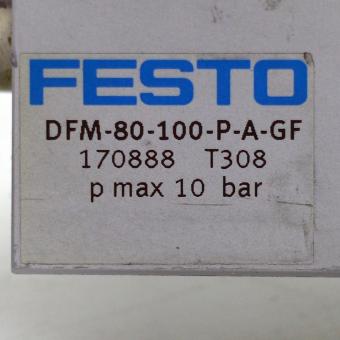 FESTO
DFM-80-100-P-A-GF
170888 T308
p max 10 bar